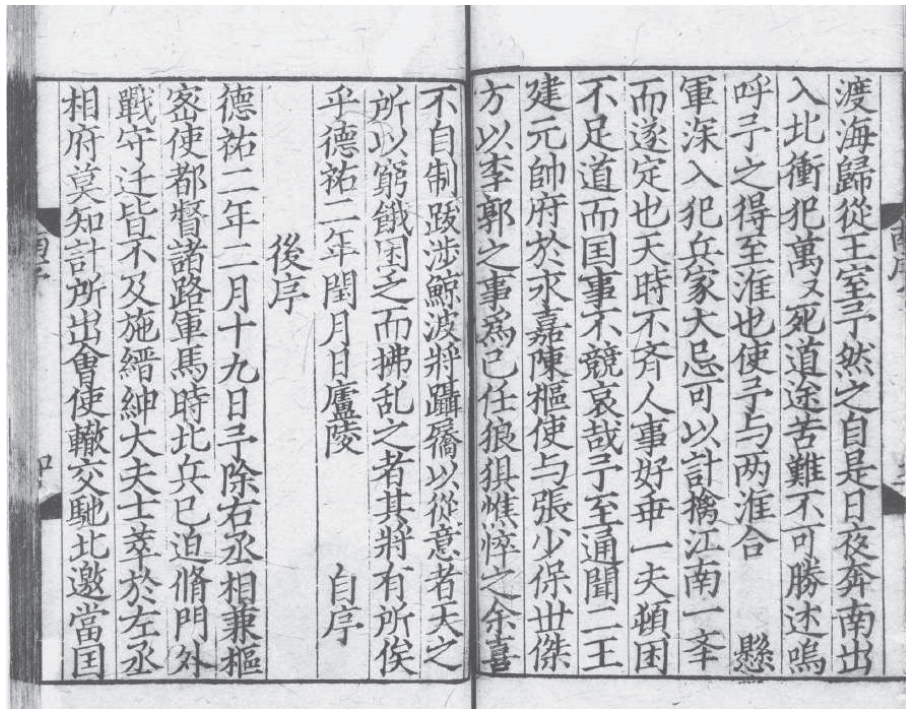 渡海歸從王室予然之自是日夜奔南出
入北衝犯萬叉死道途苦難不可勝述嗚
呼予之得至淮也使予与两淮合 懸
軍深入犯兵家大忌可以計擒江南一𪯝
而遂定也天時不齐人事好乖一夫頓困
不足道而囯事不競哀哉予至通聞二王
建元帥府於永嘉陳樞使与張少保世傑
方以李郭之事為己任狼狽憔悴之余喜
不自制跋涉鯨波將躡屩以從意者天之
所以窮餓困乏而拂乱之者其將有所俟
乎德祐二年閏月日廬陵 自序
後序
德祐二年二月十九日予除右丞相兼樞
宻使都督諸路軍馬時北兵已迫脩門外
戰守迁皆不及施縉紳大夫士萃於左丞
相府莫知計所出會使轍交馳北邀當囯